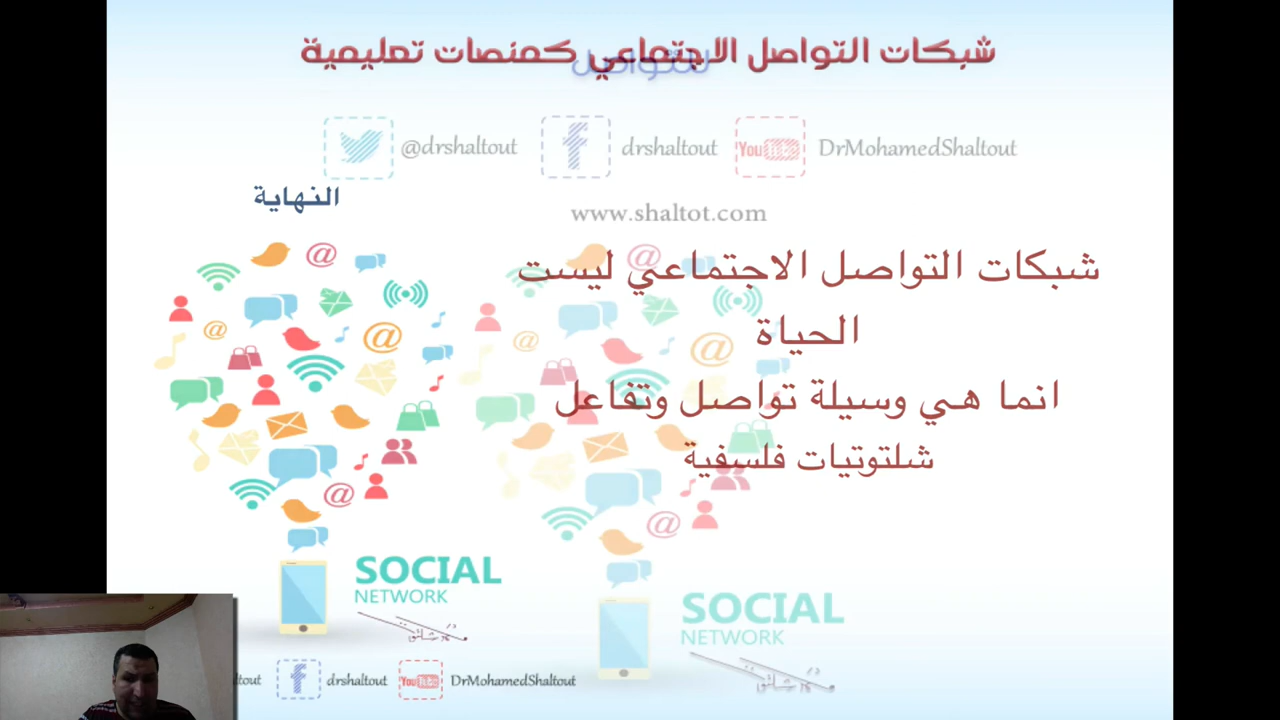 شبكات التواصل الاجتماعي كمنصات تعليمية
للتواصل
@drshaltout
drshaltout
DrMohamedShaltout
النهاية
www.shaltot.com
شبكات التواصل الاجتماعي ليست
الحياة
انما هي وسيلة تواصل وتفاعل
شلتوتيات فلسفية
SOCIAL
NETWORK
SOCIAL
NETWORK
drshaltout
DrMohamedShaltout